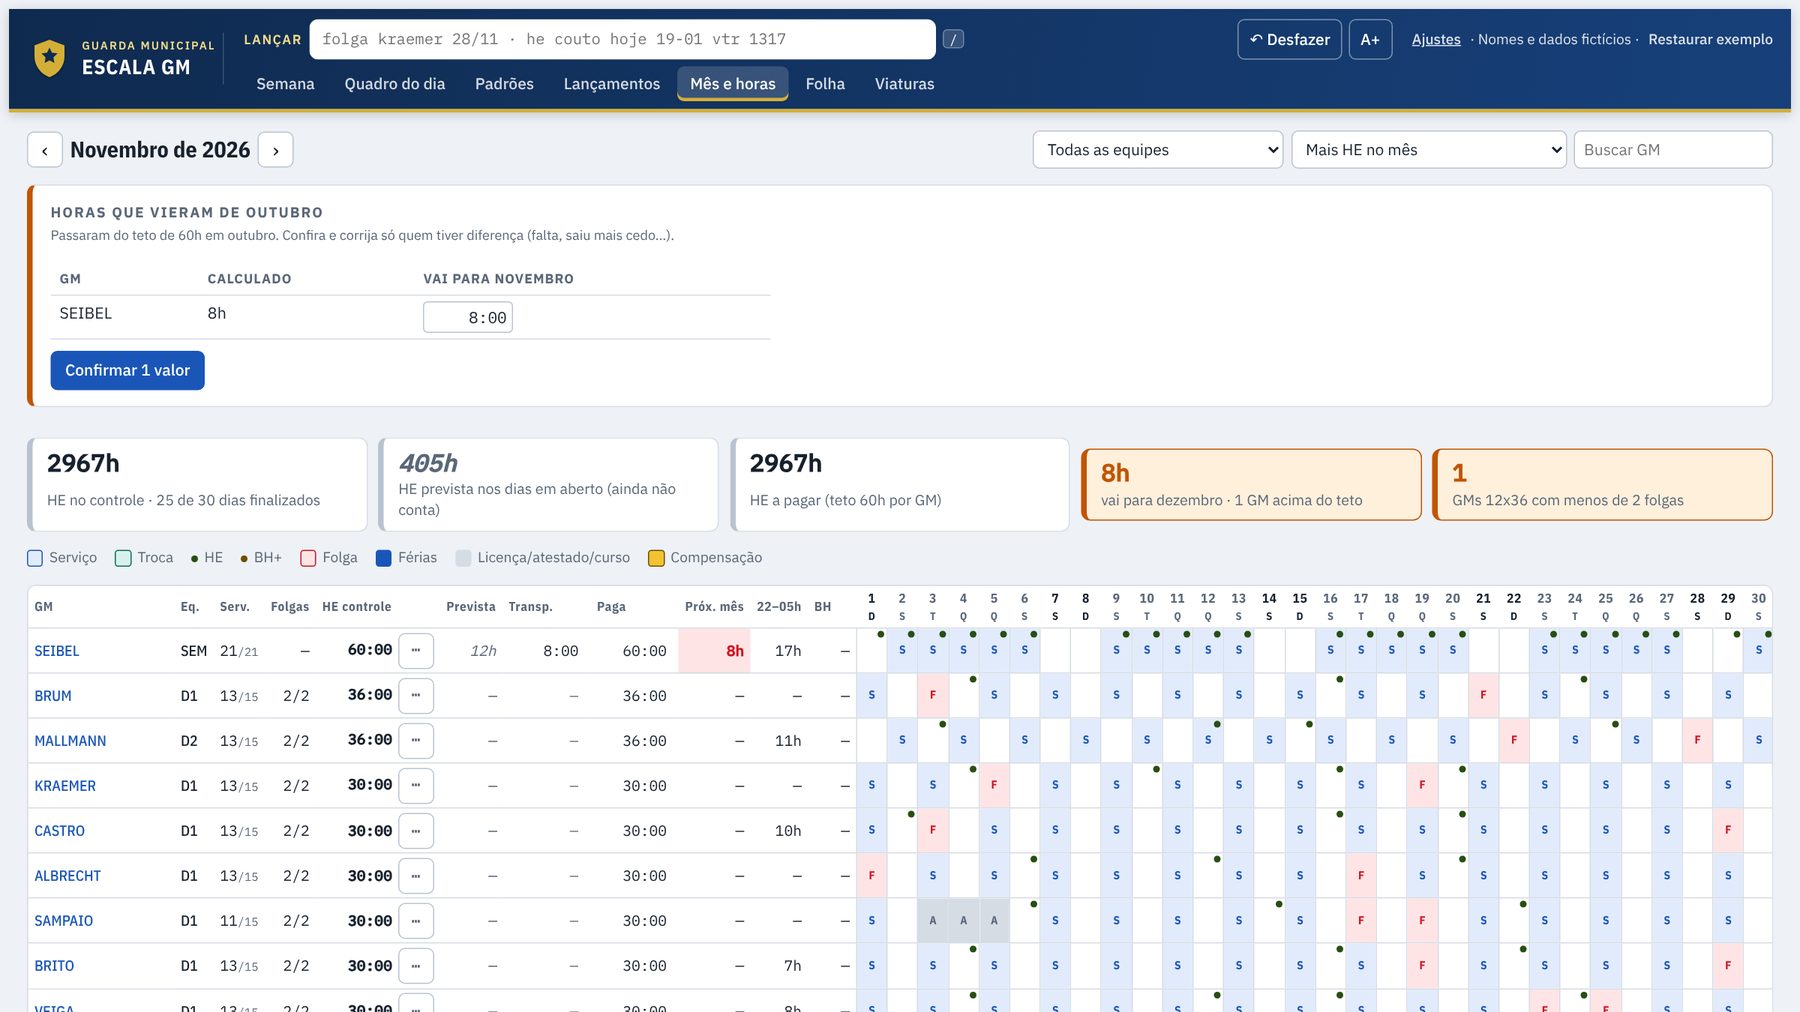 GUARDA MUNICIPAL
ESCALA GM
LANÇAR
folga kraemer 28/11 · he couto hoje 19-01 vtr 1317
/
↶ Desfazer
A+
Ajustes · Nomes e dados fictícios · Restaurar exemplo
Semana Quadro do dia Padrões Lançamentos Mês e horas Folha Viaturas
‹ Novembro de 2026 ›
Todas as equipes
Mais HE no mês
Buscar GM
HORAS QUE VIERAM DE OUTUBRO
Passaram do teto de 60h em outubro. Confira e corrija só quem tiver diferença (falta, saiu mais cedo...).
GM CALCULADO VAI PARA NOVEMBRO
SEIBEL 8h 8:00
Confirmar 1 valor
2967h
HE no controle · 25 de 30 dias finalizados
405h
HE prevista nos dias em aberto (ainda não
conta)
2967h
HE a pagar (teto 60h por GM)
8h
vai para dezembro · 1 GM acima do teto
1
GMs 12x36 com menos de 2 folgas
Serviço Troca HE BH+ Folga Férias Licença/atestado/curso Compensação
GM Eq. Serv. Folgas HE controle Prevista Transp. Paga Próx. mês 22–05h BH 1 2 3 4 5 6 7 8 9 10 11 12 13 14 15 16 17 18 19 20 21 22 23 24 25 26 27 28 29 30
D S T Q Q S S D S T Q Q S S D S T Q Q S S D S T Q Q S S D S
SEIBEL SEM 21/21 – 60:00 ... 12h 8:00 60:00 8h 17h – S S S S S S S S S S S S S S S S S S S S S
BRUM D1 13/15 2/2 36:00 ... – – 36:00 – – – S F S S S S S S S S F S S S S
MALLMANN D2 13/15 2/2 36:00 ... – – 36:00 – 11h – S S S S S S S S S S F S S F S
KRAEMER D1 13/15 2/2 30:00 ... – – 30:00 – – – S S F S S S S S S F S S S S S
CASTRO D1 13/15 2/2 30:00 ... – – 30:00 – 10h – S F S S S S S S S S S S S S F
ALBRECHT D1 13/15 2/2 30:00 ... – – 30:00 – – – F S S S S S S S F S S S S S S
SAMPAIO D1 11/15 2/2 30:00 ... – – 30:00 – – – S A A A S S S S S F F S S S S S
BRITO D1 13/15 2/2 30:00 ... – – 30:00 – 7h – S S S S S S S S S F S S S S F
VEIGA D1 13/15 2/2 30:00 ... – – 30:00 – 8h – S S S S S S S S S S S F F S S